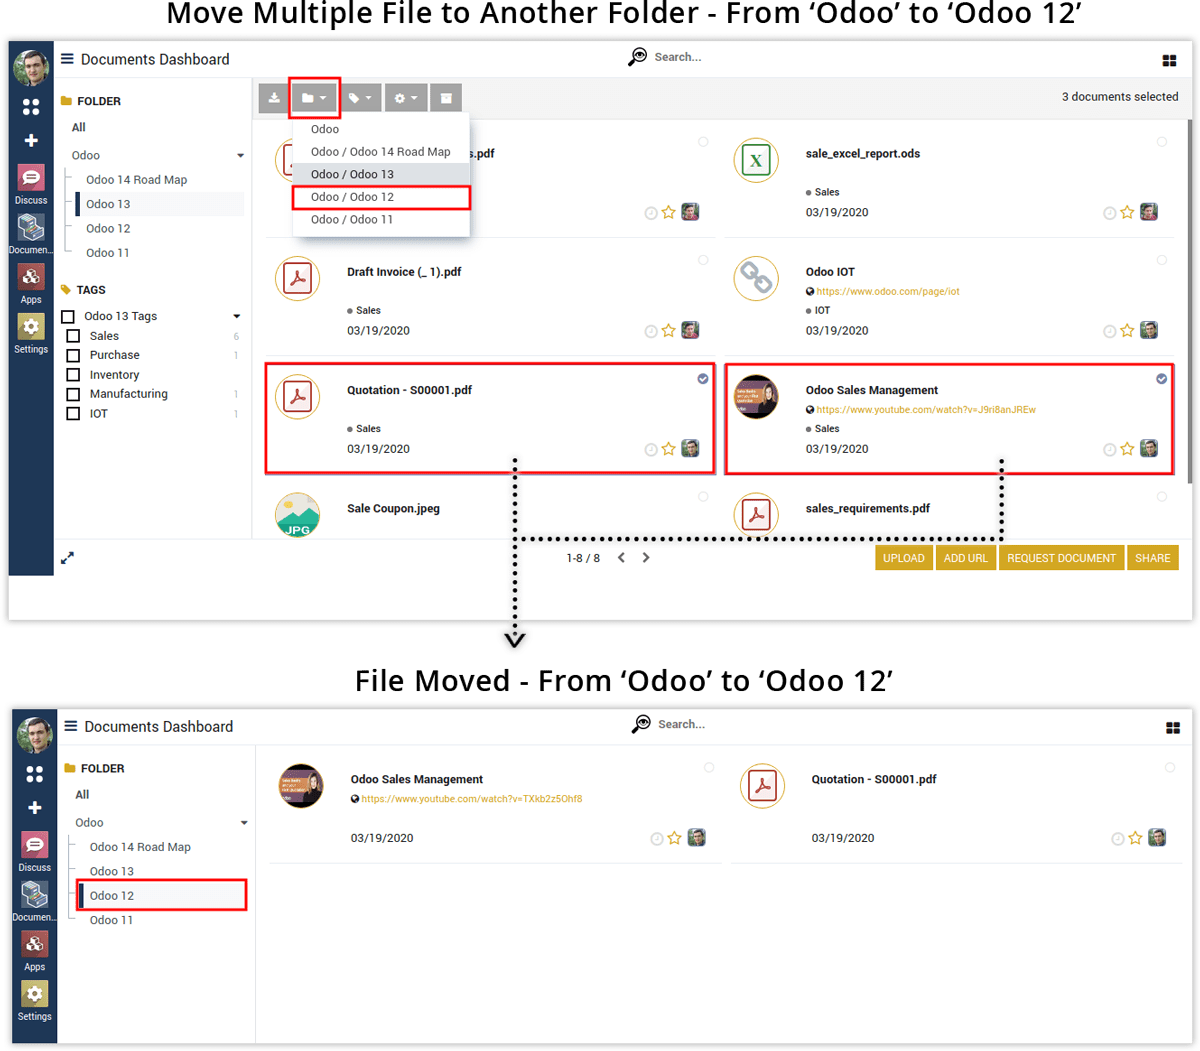 Move Multiple File to Another Folder - From ‘Odoo’ to ‘Odoo 12’
Documents Dashboard
Search...
FOLDER
3 documents selected
All
Odoo
Odoo 14 Road Map
Odoo 13
Odoo 12
Odoo 11
Discuss
Documen...
Apps
Settings
TAGS
Odoo 13 Tags
Sales 6
Purchase 1
Inventory
Manufacturing 1
IOT 1
Odoo
Odoo / Odoo 14 Road Map
Odoo / Odoo 13
Odoo / Odoo 12
Odoo / Odoo 11
s.pdf
sale_excel_report.ods
X
Sales
03/19/2020
Draft Invoice (_ 1).pdf
Sales
03/19/2020
Odoo IOT
https://www.odoo.com/page/iot
IOT
03/19/2020
Quotation - S00001.pdf
Sales
03/19/2020
Odoo Sales Management
https://www.youtube.com/watch?v=J9ri8anJREw
Sales
03/19/2020
JPG
Sale Coupon.jpeg
sales_requirements.pdf
1-8 / 8
UPLOAD
ADD URL
REQUEST DOCUMENT
SHARE
File Moved - From ‘Odoo’ to ‘Odoo 12’
Documents Dashboard
Search...
FOLDER
All
Odoo
Odoo 14 Road Map
Odoo 13
Odoo 12
Odoo 11
Discuss
Documen...
Apps
Settings
Odoo Sales Management
https://www.youtube.com/watch?v=TXkb2z5Ohf8
03/19/2020
Quotation - S00001.pdf
03/19/2020